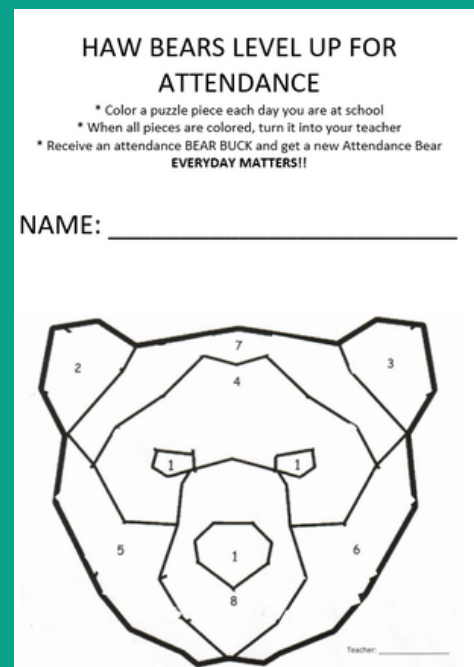 HAW BEARS LEVEL UP FOR
ATTENDANCE
* Color a puzzle piece each day you are at school
* When all pieces are colored, turn it into your teacher
* Receive an attendance BEAR BUCK and get a new Attendance Bear
EVERYDAY MATTERS!!
NAME: ___________________________
7
2
3
4
1
1
5
1
6
8
Teacher: ___________________